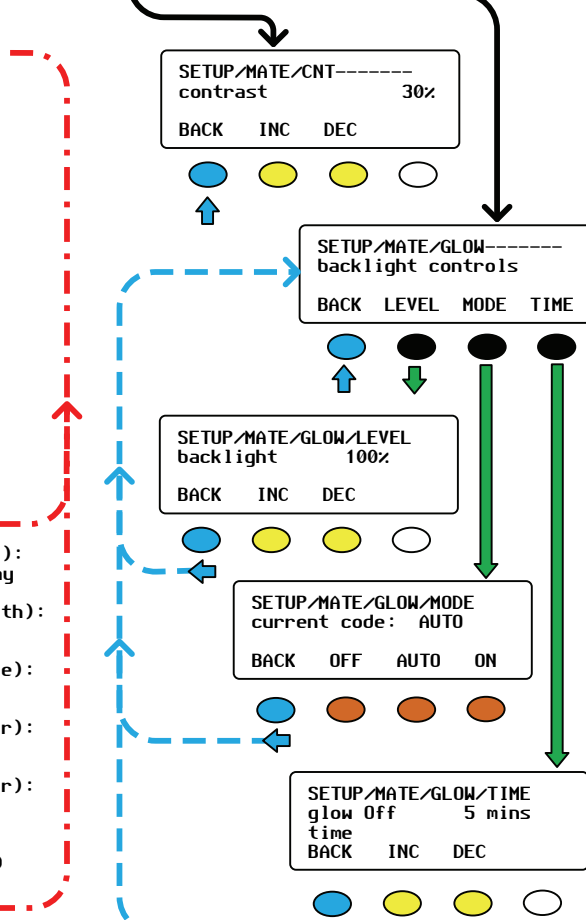 SETUP/MATE/CNT-------
contrast 30%
BACK INC DEC
SETUP/MATE/GLOW-------
backlight controls
BACK LEVEL MODE TIME
SETUP/MATE/GLOW/LEVEL
backlight 100%
BACK INC DEC
SETUP/MATE/GLOW/MODE
current code: AUTO
BACK OFF AUTO ON
SETUP/MATE/GLOW/TIME
glow Off 5 mins
time
BACK INC DEC
):
th):
e):
r):
r):